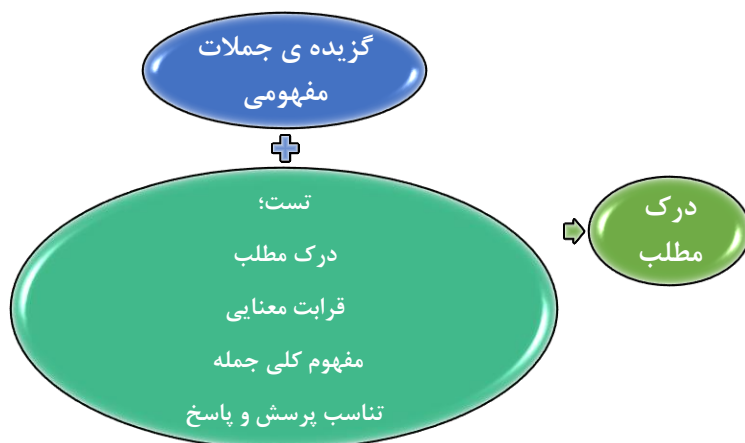 گزیده ی جملات
مفهومی
تست؛
درک مطلب
قرابت معنایی
مفهوم کلی جمله
تناسب پرسش و پاسخ
درک
مطلب